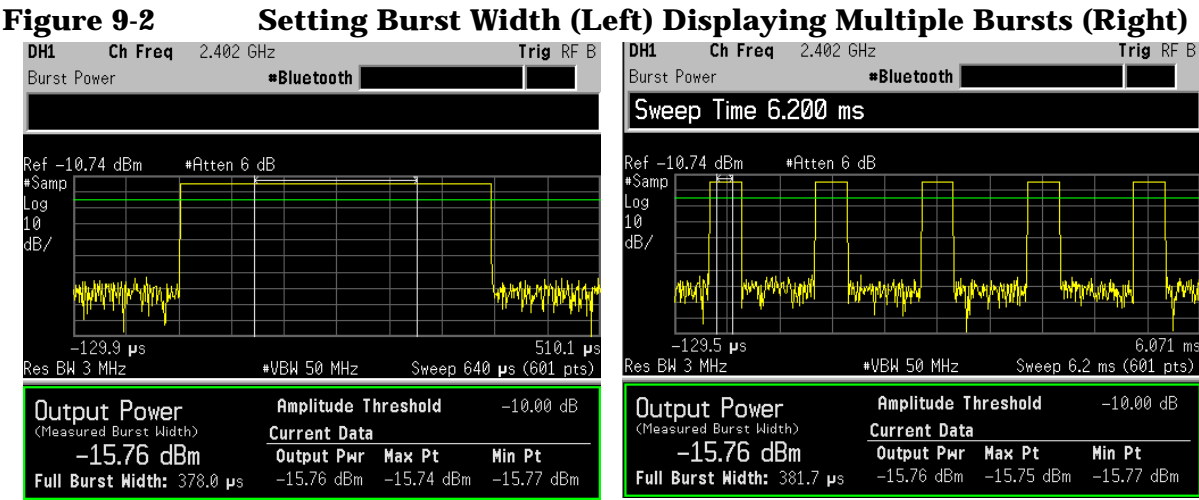 Figure 9-2 Setting Burst Width (Left) Displaying Multiple Bursts (Right)
DH1 Ch Freq 2.402 GHz Trig RF B
Burst Power *Bluetooth
Ref -10.74 dBm *Atten 6 dB
*Samp
Log
10
dB/
-129.9 µs 510.1 µs
Res BW 3 MHz *VBW 50 MHz Sweep 640 µs (601 pts)
Output Power Amplitude Threshold -10.00 dB
(Measured Burst Width) Current Data
-15.76 dBm Output Pwr Max Pt Min Pt
Full Burst Width: 378.0 µs -15.76 dBm -15.74 dBm -15.77 dBm
DH1 Ch Freq 2.402 GHz Trig RF B
Burst Power *Bluetooth
Sweep Time 6.200 ms
Ref -10.74 dBm *Atten 6 dB
*Samp
Log
10
dB/
-129.5 µs 6.071 ms
Res BW 3 MHz *VBW 50 MHz Sweep 6.2 ms (601 pts)
Output Power Amplitude Threshold -10.00 dB
(Measured Burst Width) Current Data
-15.76 dBm Output Pwr Max Pt Min Pt
Full Burst Width: 381.7 µs -15.76 dBm -15.75 dBm -15.77 dBm